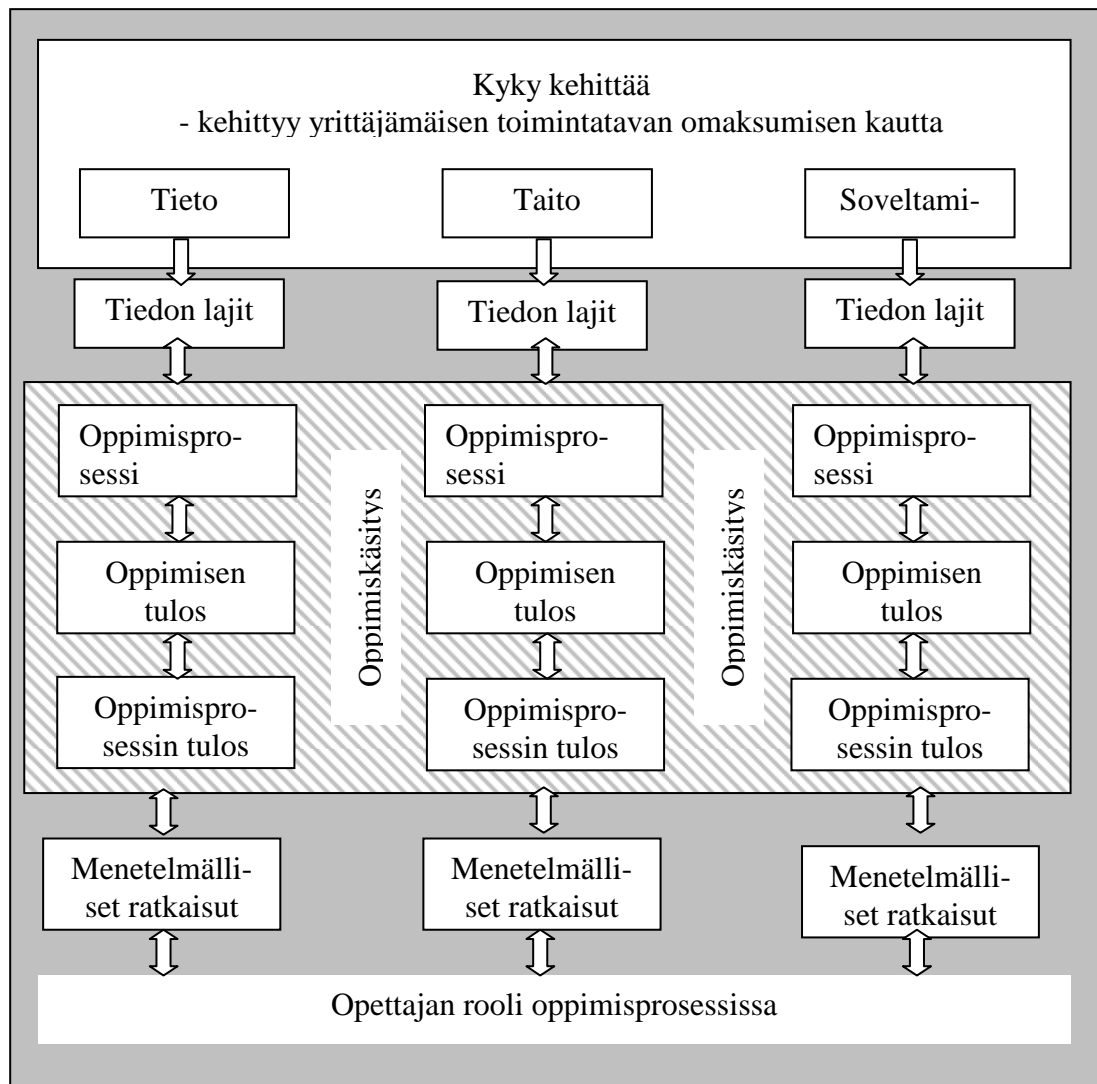 Kyky kehittää
- kehittyy yrittäjämäisen toimintatavan omaksumisen kautta
Tieto
Taito
Soveltami-
Tiedon lajit
Tiedon lajit
Tiedon lajit
Oppimispro-
sessi
Oppimispro-
sessi
Oppimispro-
sessi
Oppimiskäsitys
Oppimiskäsitys
Oppimisen
tulos
Oppimisen
tulos
Oppimisen
tulos
Oppimispro-
sessin tulos
Oppimispro-
sessin tulos
Oppimispro-
sessin tulos
Menetelmälli-
set ratkaisut
Menetelmälli-
set ratkaisut
Menetelmälli-
set ratkaisut
Opettajan rooli oppimisprosessissa